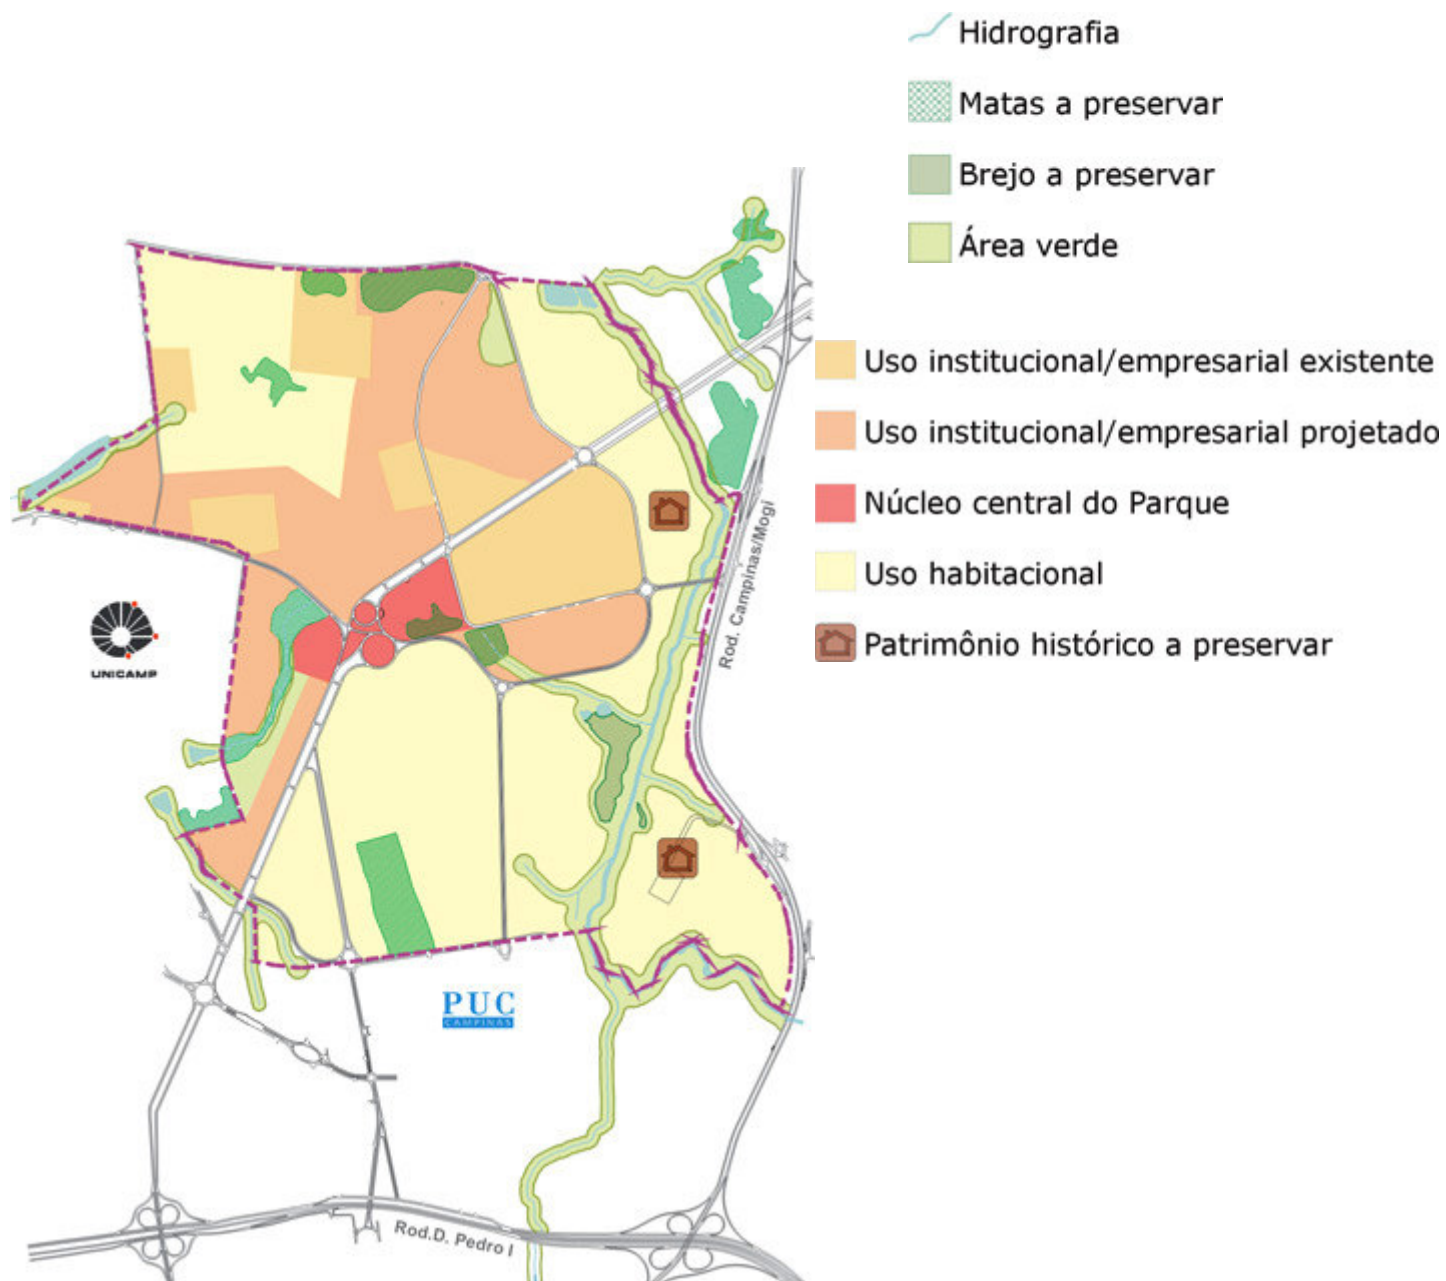 Hidrografia
Matas a preservar
Brejo a preservar
Área verde
Uso institucional/empresarial existente
Uso institucional/empresarial projetado
Núcleo central do Parque
Uso habitacional
Patrimônio histórico a preservar
Rod. Campinas/Mogi
UNICAMP
PUC
CAMPINAS
Rod.D. Pedro I